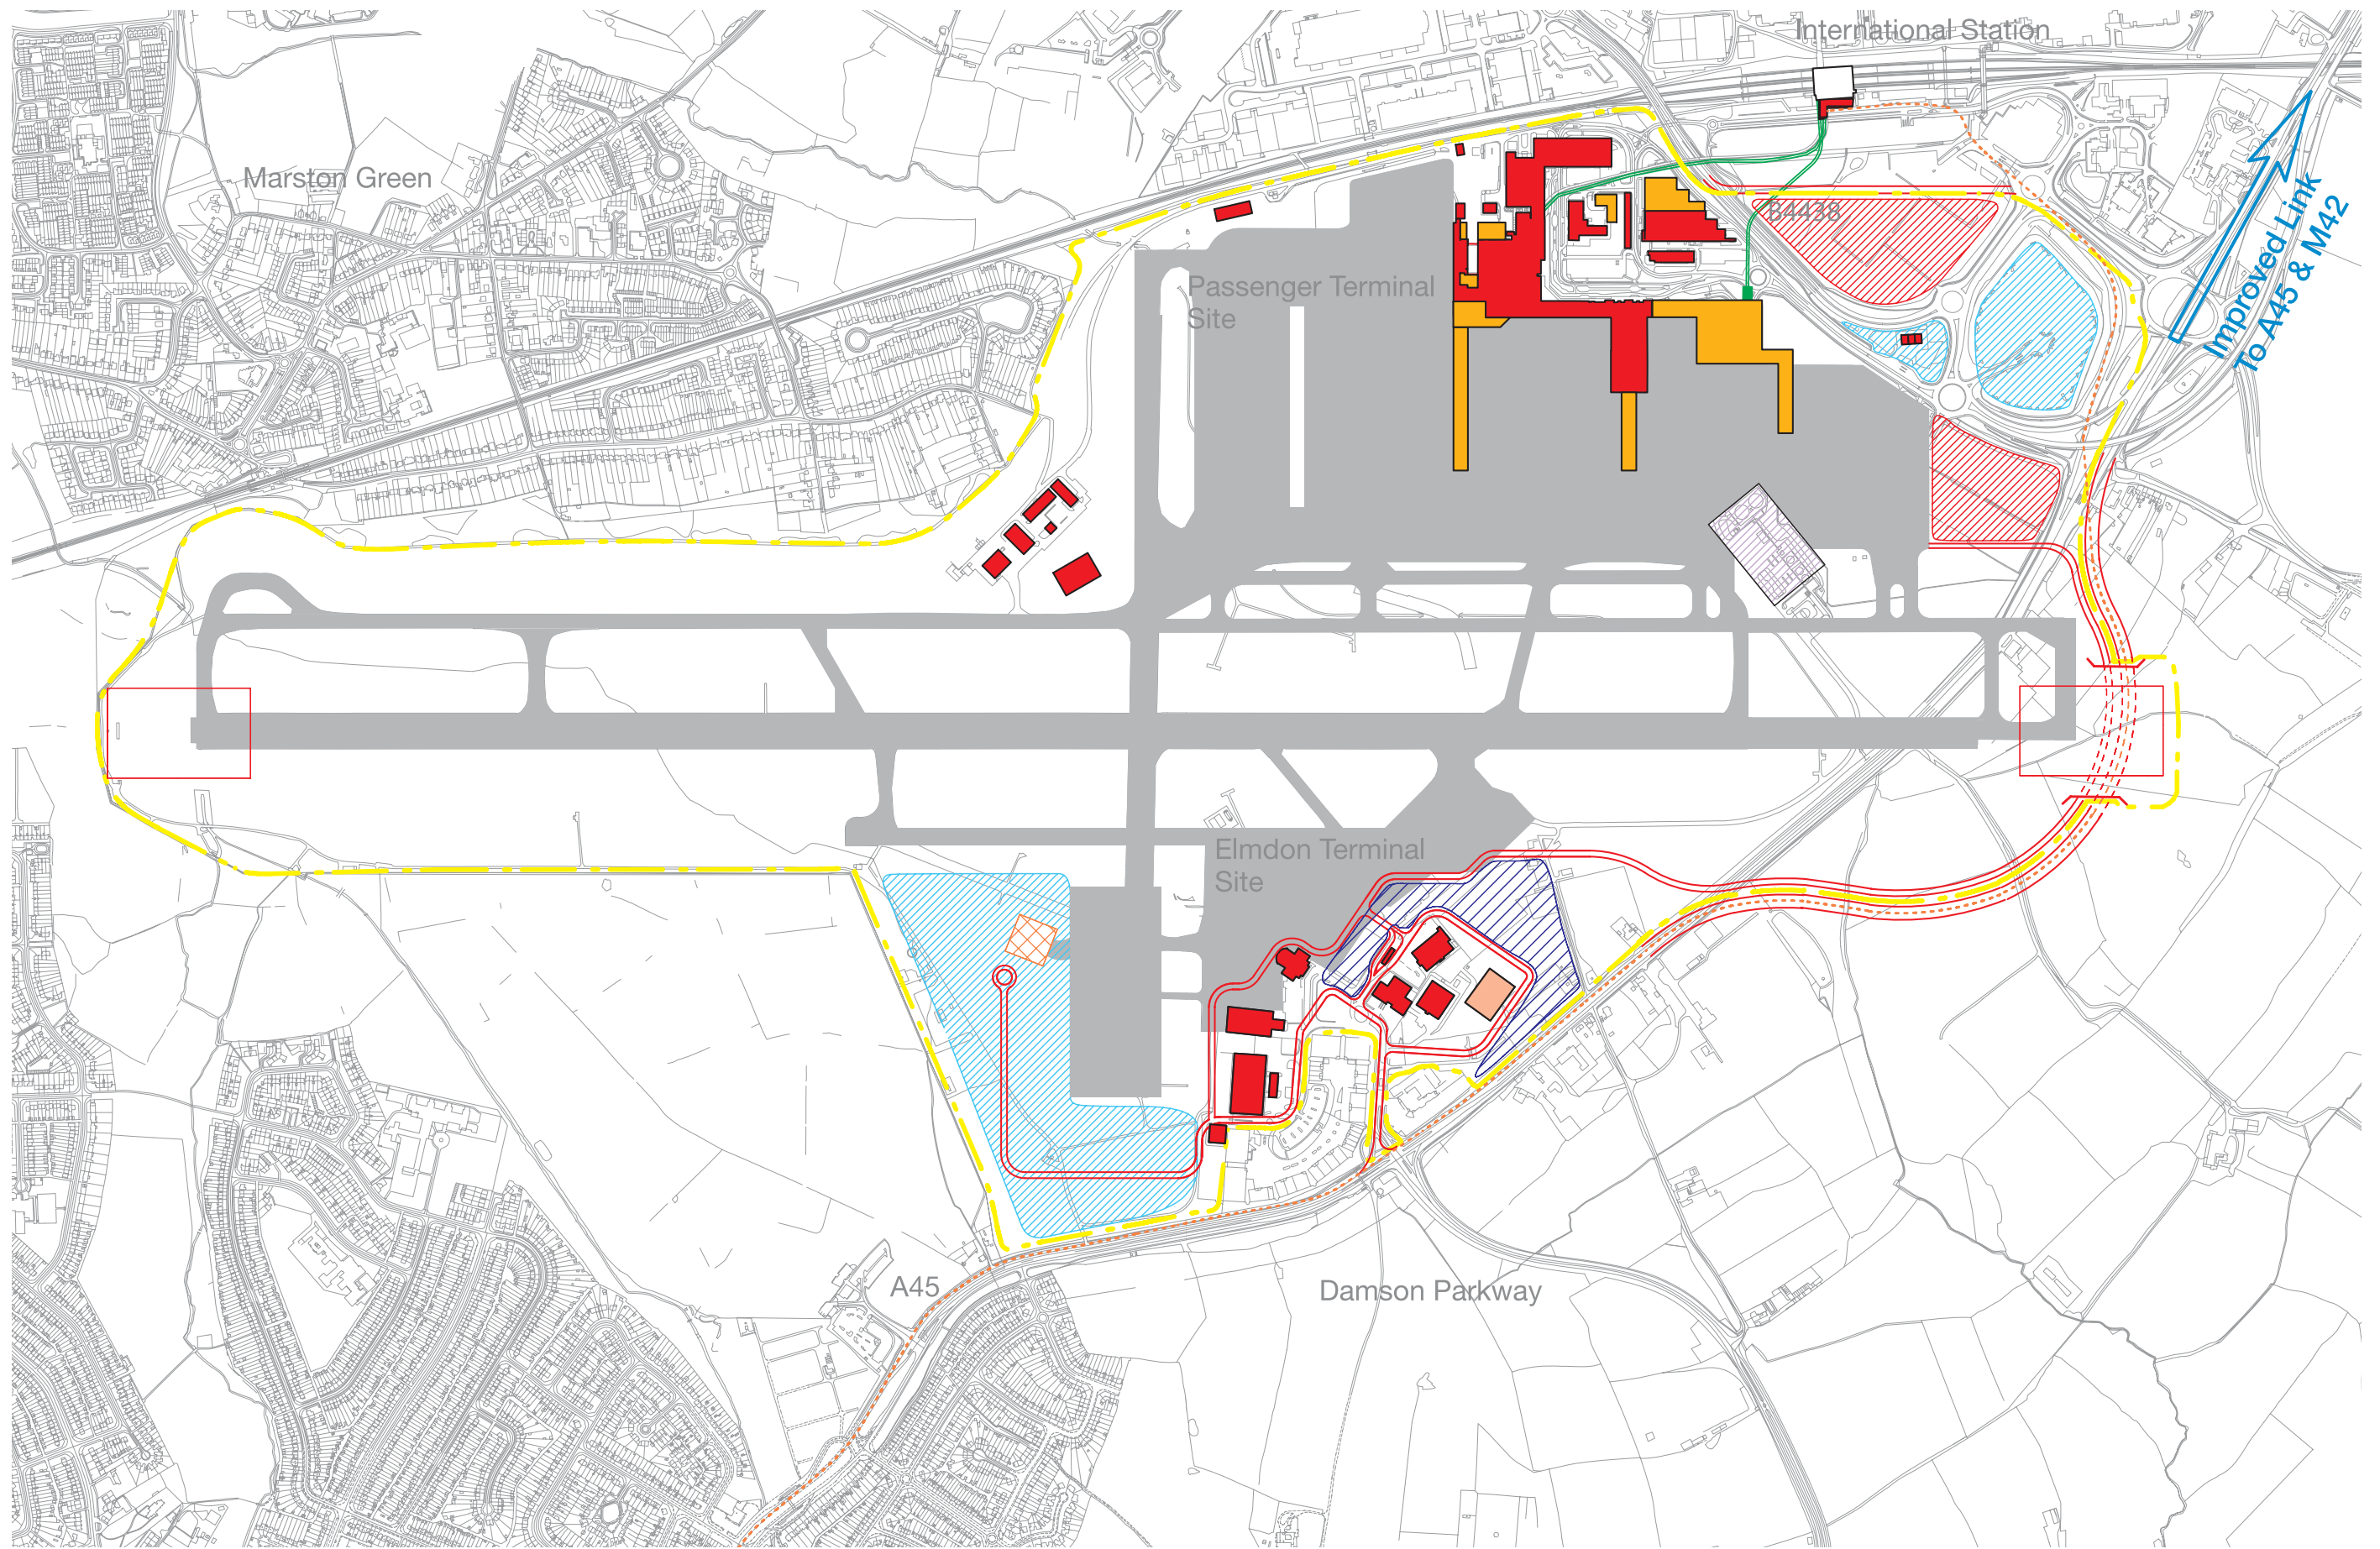 International Station
Marston Green
B4438
Improved Link
To A45 & M42
Passenger Terminal
Site
Elmdon Terminal
Site
A45
Damson Parkway